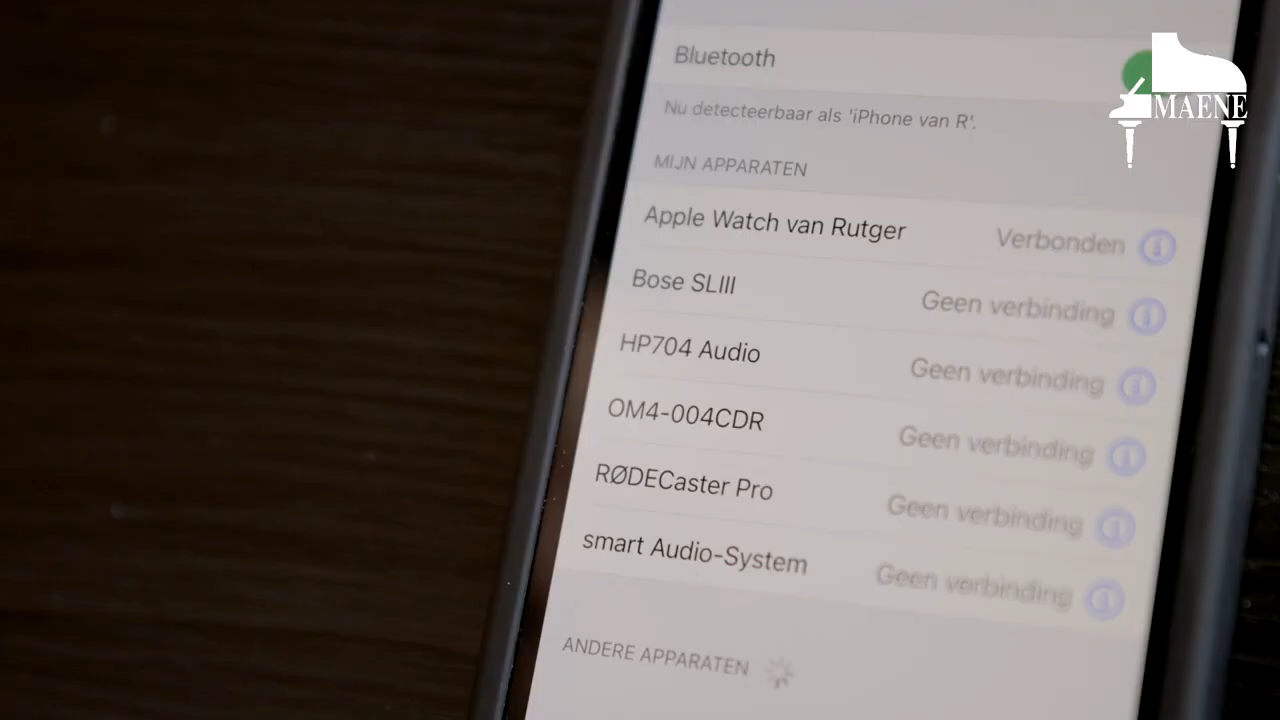 Bluetooth
MAENE
Nu detecteerbaar als 'iPhone van R'.
MIJN APPARATEN
Apple Watch van Rutger Verbonden
Bose SLIII Geen verbinding
HP704 Audio Geen verbinding
OM4-004CDR Geen verbinding
RØDECaster Pro Geen verbinding
smart Audio-System Geen verbinding
ANDERE APPARATEN